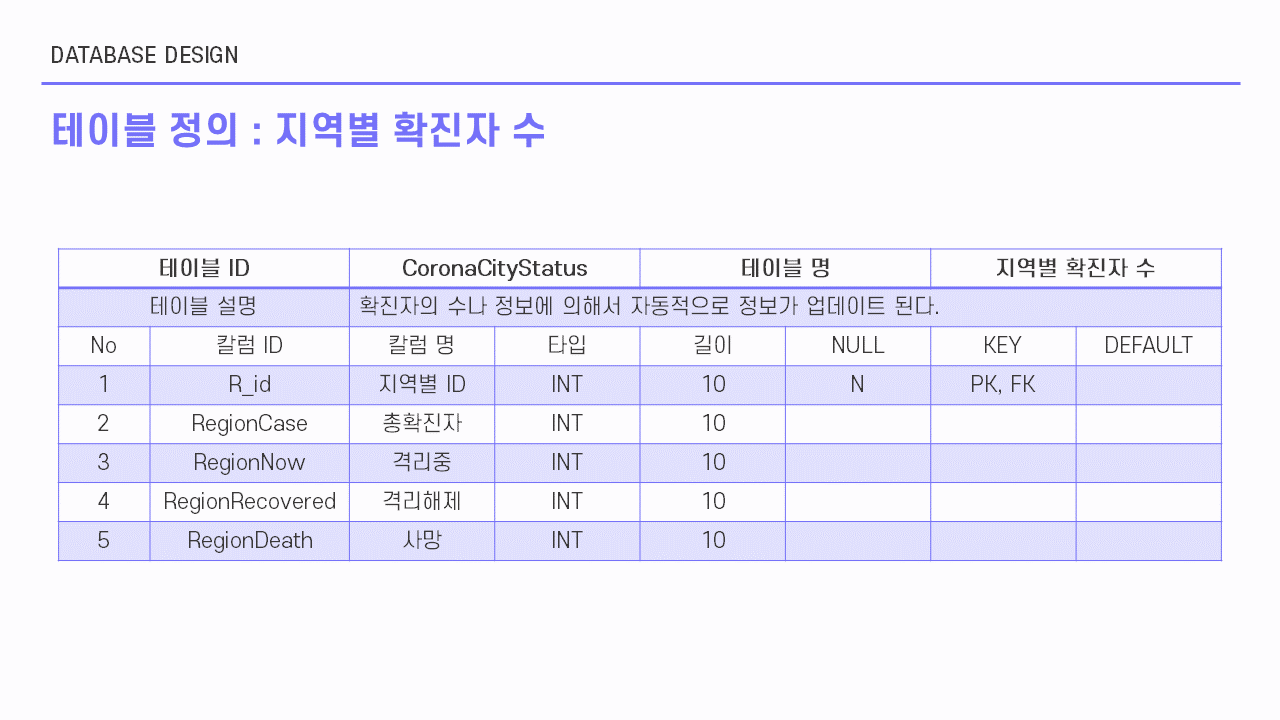 DATABASE DESIGN
테이블 정의 : 지역별 확진자 수
테이블 ID CoronaCityStatus 테이블 명 지역별 확진자 수
테이블 설명 확진자의 수나 정보에 의해서 자동적으로 정보가 업데이트 된다.
No 칼럼 ID 칼럼 명 타입 길이 NULL KEY DEFAULT
1 R_id 지역별 ID INT 10 N PK, FK
2 RegionCase 총확진자 INT 10
3 RegionNow 격리중 INT 10
4 RegionRecovered 격리해제 INT 10
5 RegionDeath 사망 INT 10